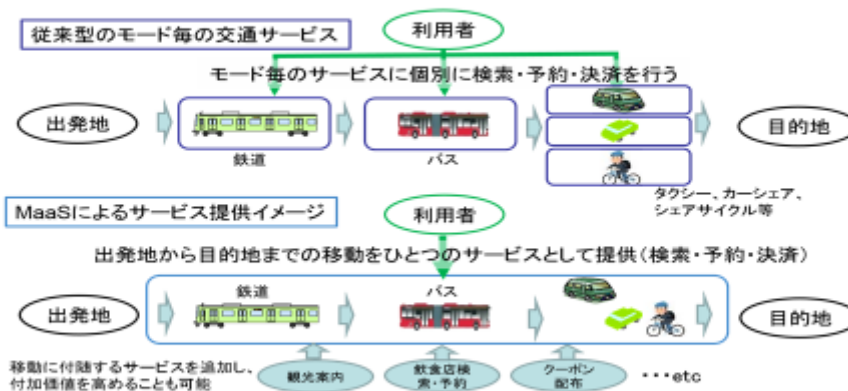 従来型のモード毎の交通サービス
利用者
モード毎のサービスに個別に検索・予約・決済を行う
出発地
鉄道
バス
目的地
タクシー、カーシェア、
シェアサイクル等
MaaSによるサービス提供イメージ
利用者
出発地から目的地までの移動をひとつのサービスとして提供(検索・予約・決済)
出発地
鉄道
バス
目的地
移動に付随するサービスを追加し、
付加価値を高めることも可能
観光案内
飲食店検
索・予約
クーポン
配布
・・・etc